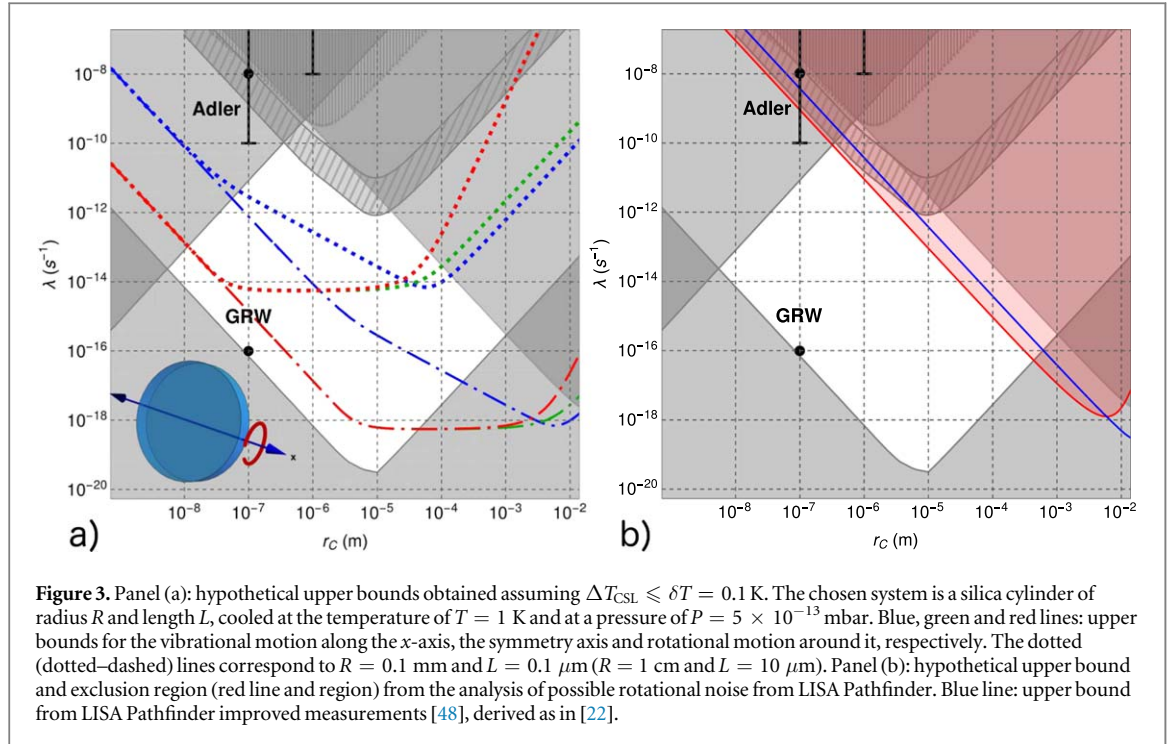 10⁻⁸
10⁻¹⁰
10⁻¹²
10⁻¹⁴
10⁻¹⁶
10⁻¹⁸
10⁻²⁰
λ (s⁻¹)
Adler
GRW
x
10⁻⁸ 10⁻⁷ 10⁻⁶ 10⁻⁵ 10⁻⁴ 10⁻³ 10⁻²
a)
r_C (m)
10⁻⁸
10⁻¹⁰
10⁻¹²
10⁻¹⁴
10⁻¹⁶
10⁻¹⁸
10⁻²⁰
λ (s⁻¹)
Adler
GRW
10⁻⁸ 10⁻⁷ 10⁻⁶ 10⁻⁵ 10⁻⁴ 10⁻³ 10⁻²
b)
r_C (m)
Figure 3. Panel (a): hypothetical upper bounds obtained assuming ΔT_CSL ⩽ δT = 0.1 K. The chosen system is a silica cylinder of
radius R and length L, cooled at the temperature of T = 1 K and at a pressure of P = 5 × 10⁻¹³ mbar. Blue, green and red lines: upper
bounds for the vibrational motion along the x-axis, the symmetry axis and rotational motion around it, respectively. The dotted
(dotted–dashed) lines correspond to R = 0.1 mm and L = 0.1 μm (R = 1 cm and L = 10 μm). Panel (b): hypothetical upper bound
and exclusion region (red line and region) from the analysis of possible rotational noise from LISA Pathfinder. Blue line: upper bound
from LISA Pathfinder improved measurements [48], derived as in [22].